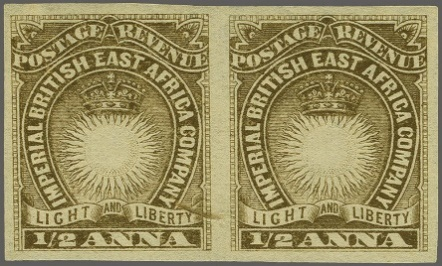 POSTAGE REVENUE
IMPERIAL BRITISH EAST AFRICA COMPANY
LIGHT AND LIBERTY
1/2 ANNA
POSTAGE REVENUE
IMPERIAL BRITISH EAST AFRICA COMPANY
LIGHT AND LIBERTY
1/2 ANNA